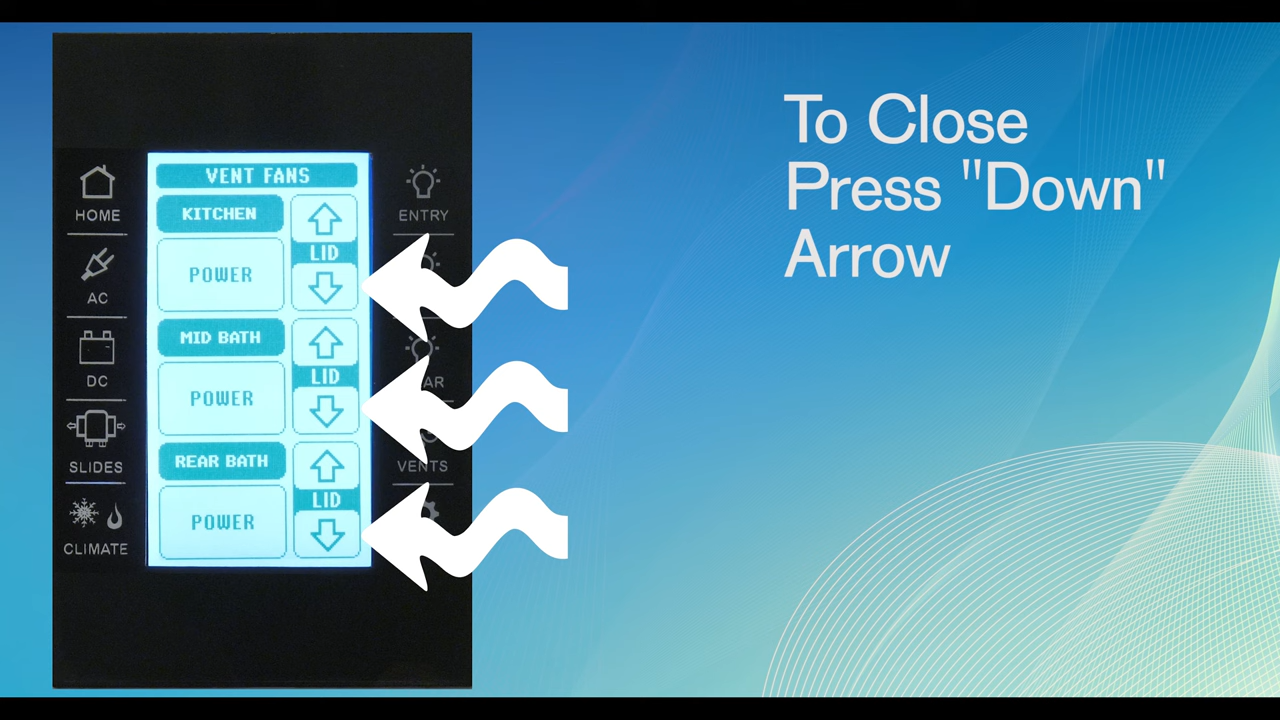 To Close
Press "Down"
Arrow
VENT FANS
KITCHEN
LID
POWER
MID BATH
LID
POWER
REAR BATH
LID
POWER
HOME
AC
DC
SLIDES
CLIMATE
ENTRY
VENTS